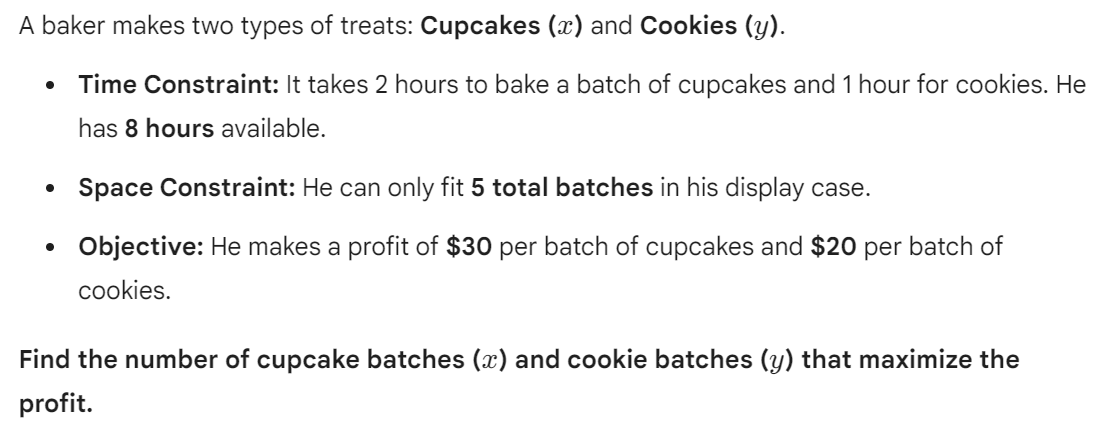 A baker makes two types of treats: Cupcakes (x) and Cookies (y).
• Time Constraint: It takes 2 hours to bake a batch of cupcakes and 1 hour for cookies. He
has 8 hours available.
• Space Constraint: He can only fit 5 total batches in his display case.
• Objective: He makes a profit of $30 per batch of cupcakes and $20 per batch of
cookies.
Find the number of cupcake batches (x) and cookie batches (y) that maximize the
profit.